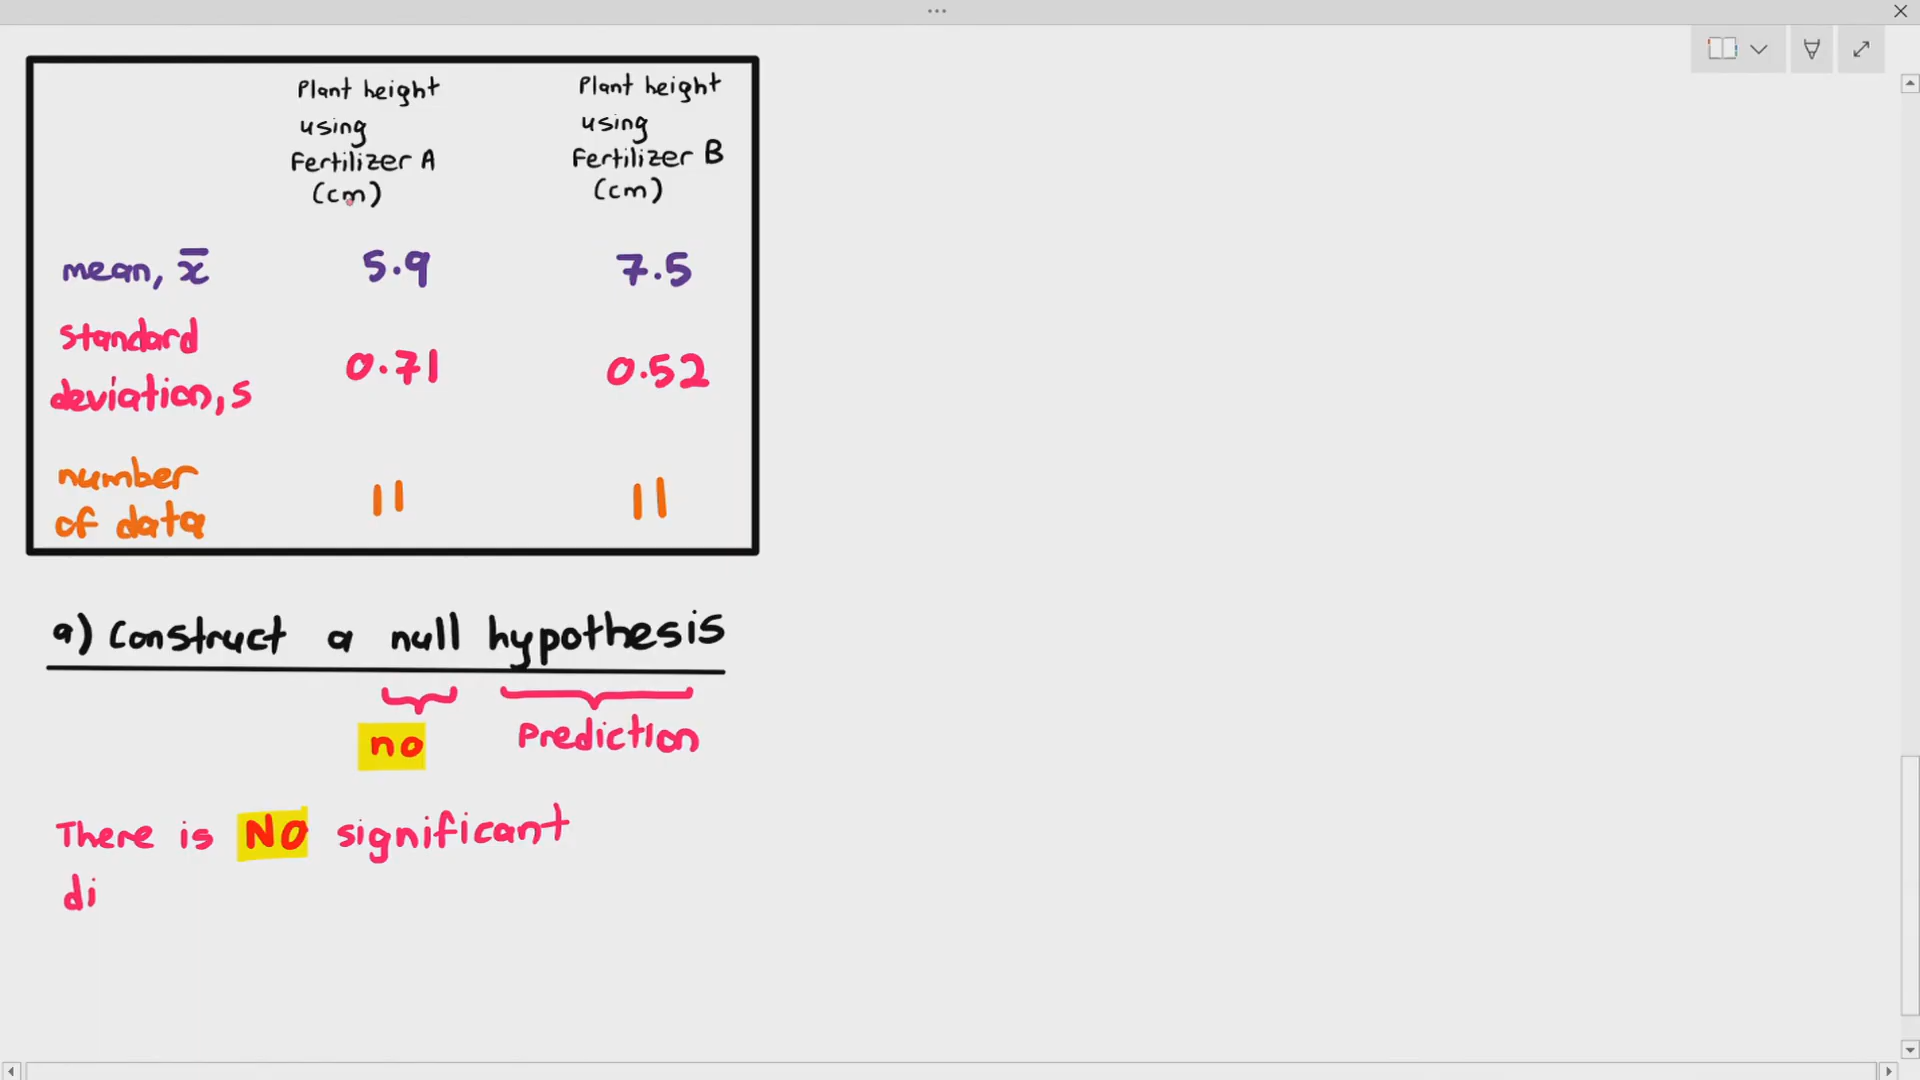 Plant height Plant height
using using
Fertilizer A Fertilizer B
(cm) (cm)
mean, x̅ 5.9 7.5
standard
deviation, s 0.71 0.52
number
of data 11 11
a) Construct a null hypothesis
no Prediction
There is NO significant
di